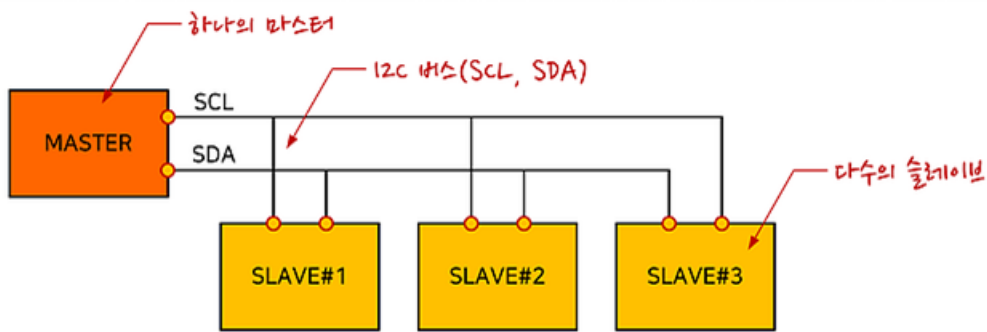 하나의 마스터
I2C 버스(SCL, SDA)
SCL
MASTER
SDA
다수의 슬레이브
SLAVE#1
SLAVE#2
SLAVE#3